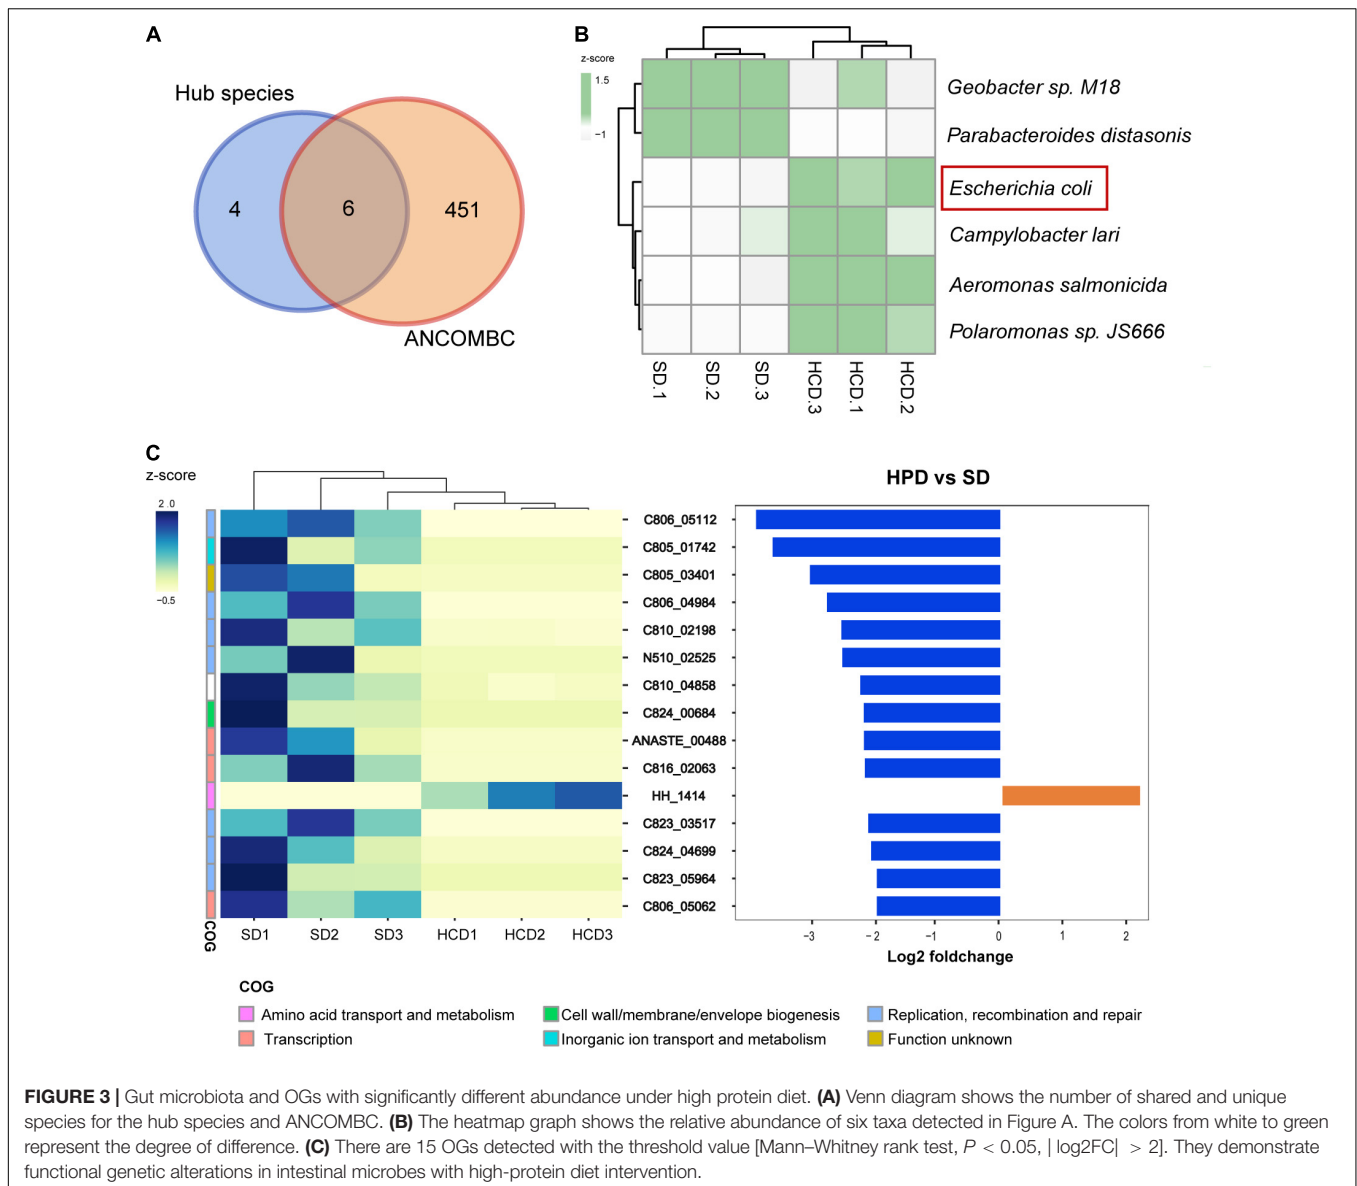 A
Hub species
4
6
451
ANCOMBC
B
z-score
1.5
−1
Geobacter sp. M18
Parabacteroides distasonis
Escherichia coli
Campylobacter lari
Aeromonas salmonicida
Polaromonas sp. JS666
SD.1
SD.2
SD.3
HCD.3
HCD.1
HCD.2
C
z-score
2.0
−0.5
HPD vs SD
C806_05112
C805_01742
C805_03401
C806_04984
C810_02198
N510_02525
C810_04858
C824_00684
ANASTE_00488
C816_02063
HH_1414
C823_03517
C824_04699
C823_05964
C806_05062
COG
SD1 SD2 SD3 HCD1 HCD2 HCD3
−3 −2 −1 0 1 2
Log2 foldchange
COG
Amino acid transport and metabolism Cell wall/membrane/envelope biogenesis Replication, recombination and repair
Transcription Inorganic ion transport and metabolism Function unknown
FIGURE 3 | Gut microbiota and OGs with significantly different abundance under high protein diet. (A) Venn diagram shows the number of shared and unique
species for the hub species and ANCOMBC. (B) The heatmap graph shows the relative abundance of six taxa detected in Figure A. The colors from white to green
represent the degree of difference. (C) There are 15 OGs detected with the threshold value [Mann–Whitney rank test, P < 0.05, | log2FC| > 2]. They demonstrate
functional genetic alterations in intestinal microbes with high-protein diet intervention.